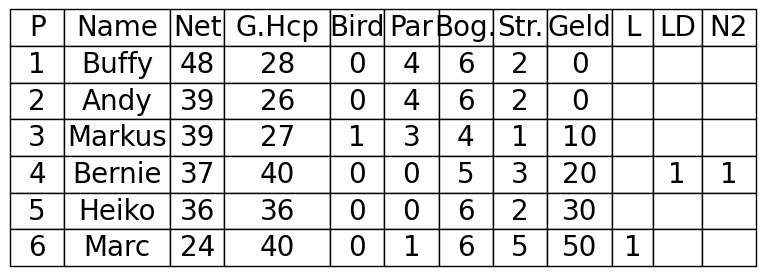 P Name Net G.Hcp Bird Par Bog. Str. Geld L LD N2
1 Buffy 48 28 0 4 6 2 0
2 Andy 39 26 0 4 6 2 0
3 Markus 39 27 1 3 4 1 10
4 Bernie 37 40 0 0 5 3 20 1 1
5 Heiko 36 36 0 0 6 2 30
6 Marc 24 40 0 1 6 5 50 1